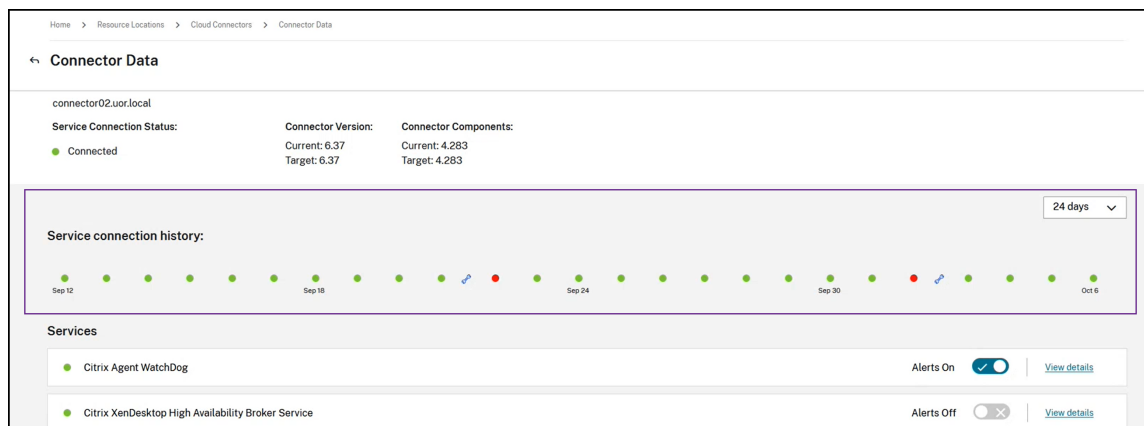 Home > Resource Locations > Cloud Connectors > Connector Data
Connector Data
connector02.uor.local
Service Connection Status:
Connected
Connector Version:
Current: 6.37
Target: 6.37
Connector Components:
Current: 4.283
Target: 4.283
24 days
Service connection history:
Sep 12 Sep 18 Sep 24 Sep 30 Oct 6
Services
Citrix Agent WatchDog Alerts On View details
Citrix XenDesktop High Availability Broker Service Alerts Off View details